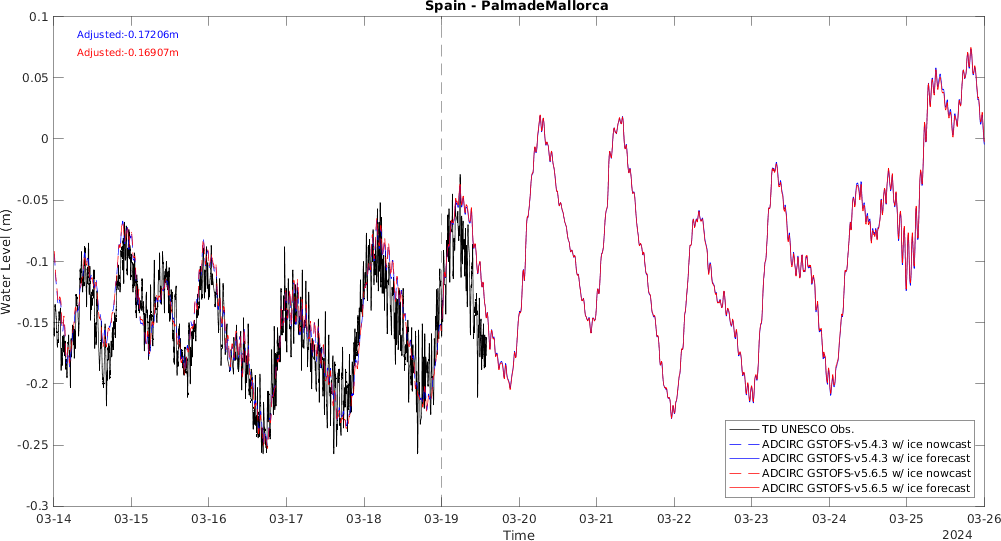 Spain - PalmadeMallorca
Adjusted:-0.17206m
Adjusted:-0.16907m
Water Level (m)
0.1
0.05
0
-0.05
-0.1
-0.15
-0.2
-0.25
-0.3
TD UNESCO Obs.
ADCIRC GSTOFS-v5.4.3 w/ ice nowcast
ADCIRC GSTOFS-v5.4.3 w/ ice forecast
ADCIRC GSTOFS-v5.6.5 w/ ice nowcast
ADCIRC GSTOFS-v5.6.5 w/ ice forecast
03-14 03-15 03-16 03-17 03-18 03-19 03-20 03-21 03-22 03-23 03-24 03-25 03-26
Time
2024